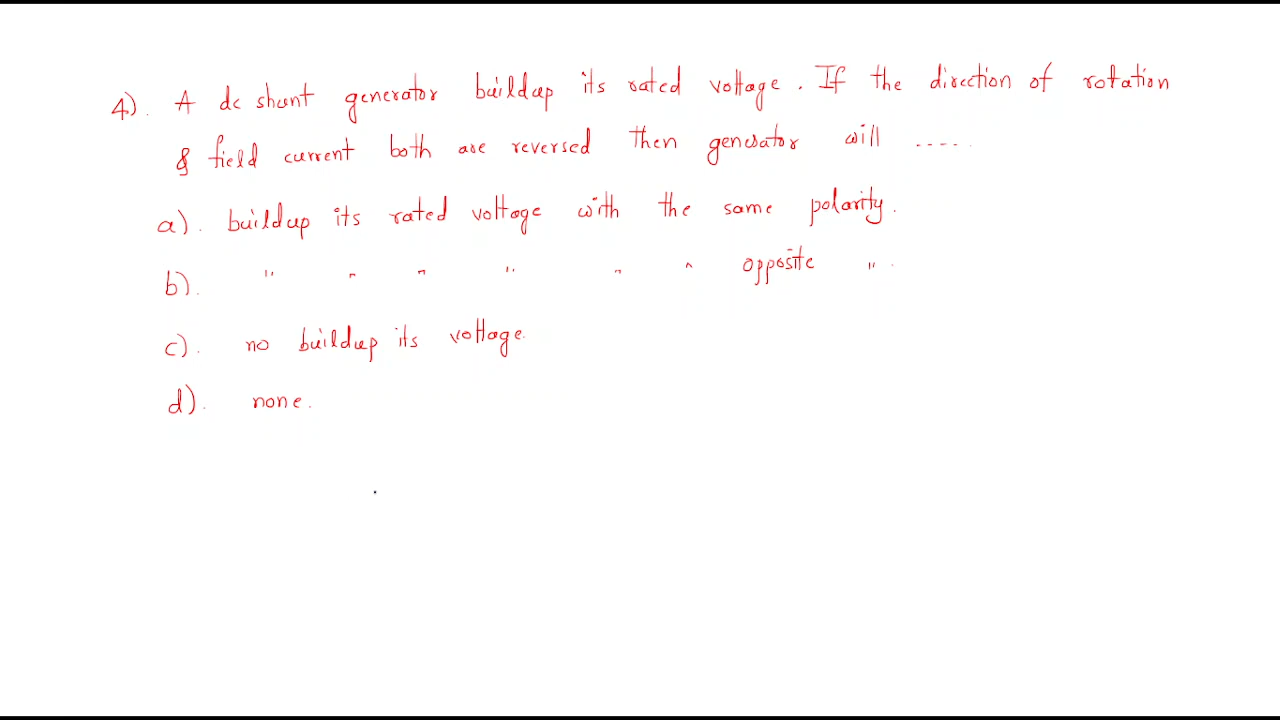 4). A dc shunt generator buildup its rated voltage. If the direction of rotation
& field current both are reversed then generator will .....
a). buildup its rated voltage with the same polarity.
b). " " " " " " opposite " .
c). no buildup its voltage.
d). none.